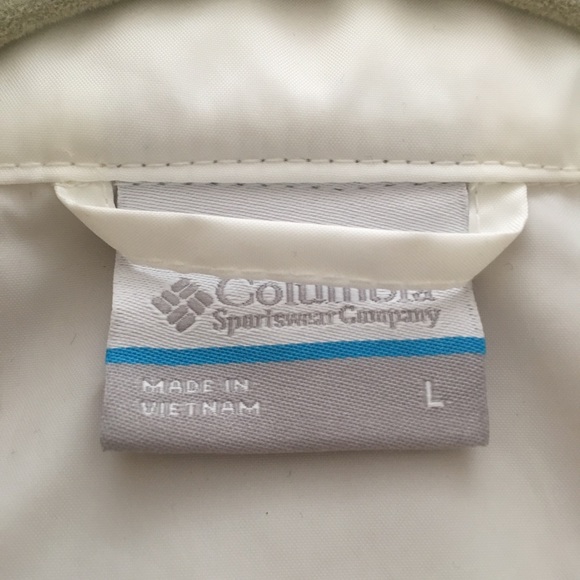 Columbia
Sportswear Company
MADE IN
VIETNAM
L